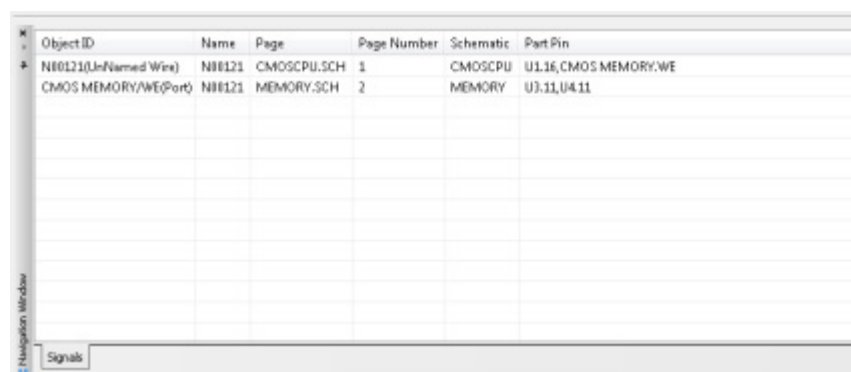 Object ID Name Page Page Number Schematic Part Pin
N00121(UnNamed Wire) N00121 CMOSCPU.SCH 1 CMOSCPU U1.16,CMOS MEMORY.WE
CMOS MEMORY/WE(Port) N00121 MEMORY.SCH 2 MEMORY U3.11,U4.11
Navigation Window
Signals